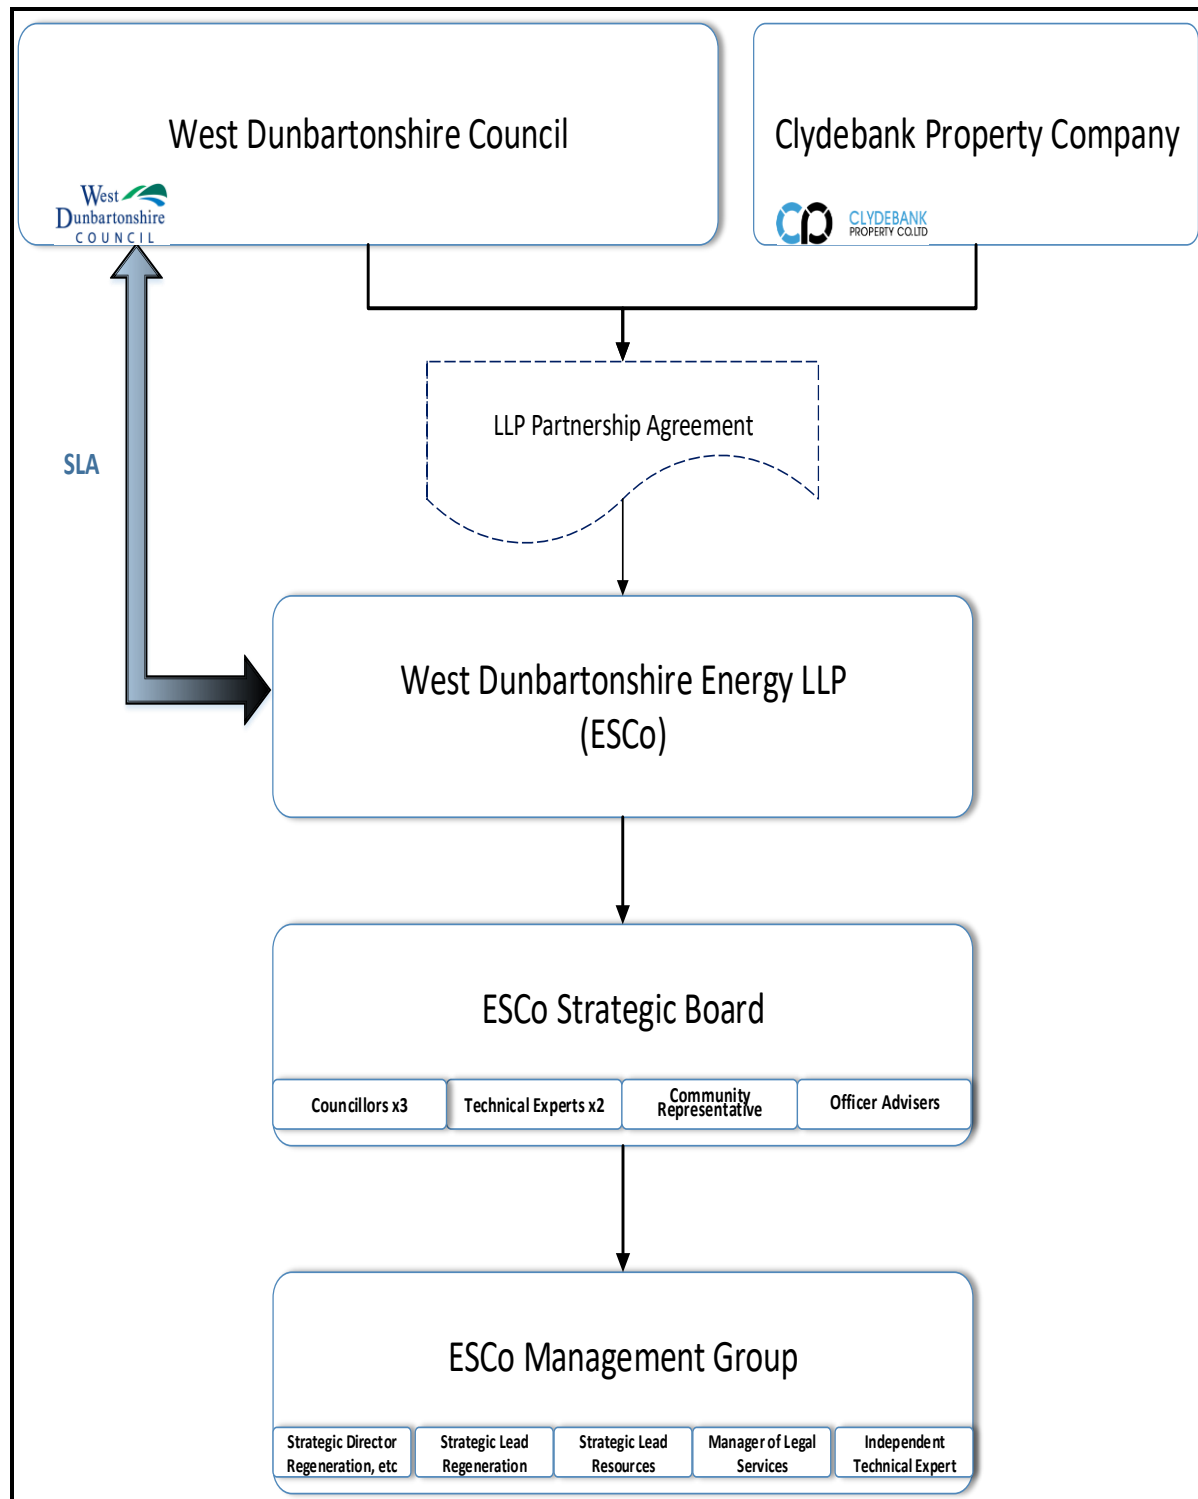 West Dunbartonshire Council
West
Dunbartonshire
COUNCIL
Clydebank Property Company
CLYDEBANK
PROPERTY CO.LTD
LLP Partnership Agreement
SLA
West Dunbartonshire Energy LLP
(ESCo)
ESCo Strategic Board
Councillors x3
Technical Experts x2
Community
Representative
Officer Advisers
ESCo Management Group
Strategic Director
Regeneration, etc
Strategic Lead
Regeneration
Strategic Lead
Resources
Manager of Legal
Services
Independent
Technical Expert